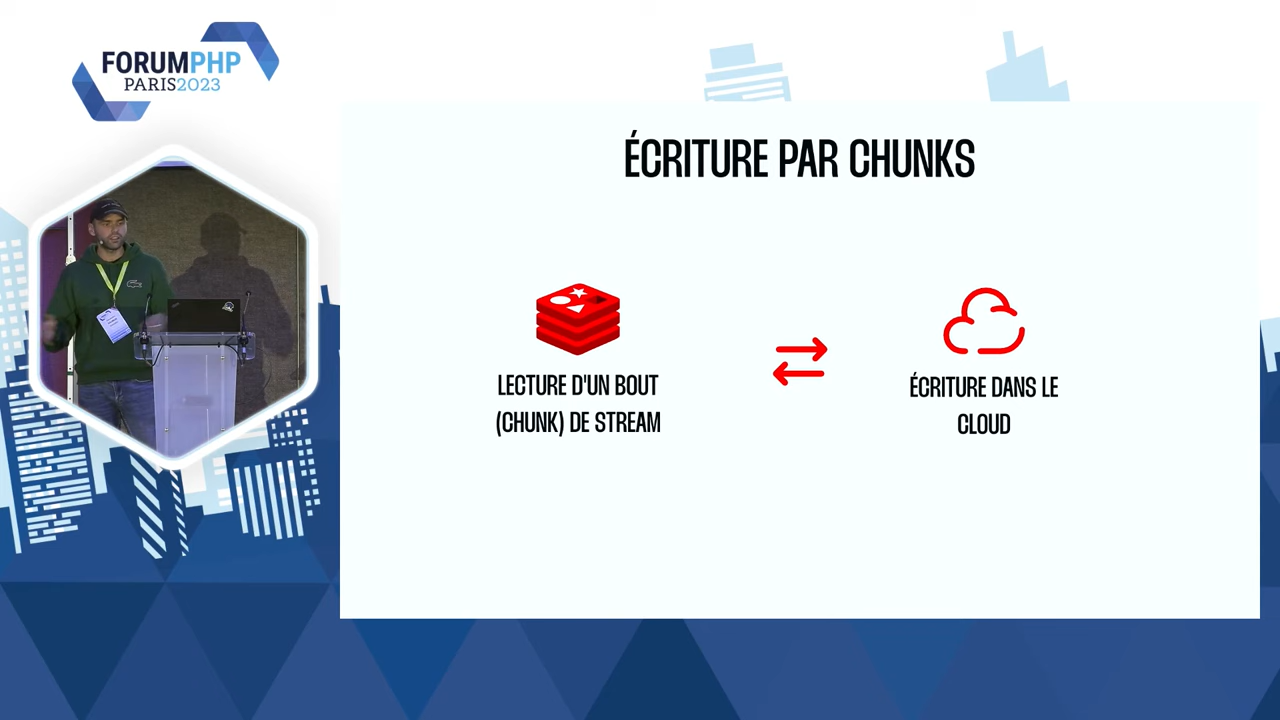 FORUMPHP
PARIS2023
ÉCRITURE PAR CHUNKS
LECTURE D'UN BOUT
(CHUNK) DE STREAM
ÉCRITURE DANS LE
CLOUD